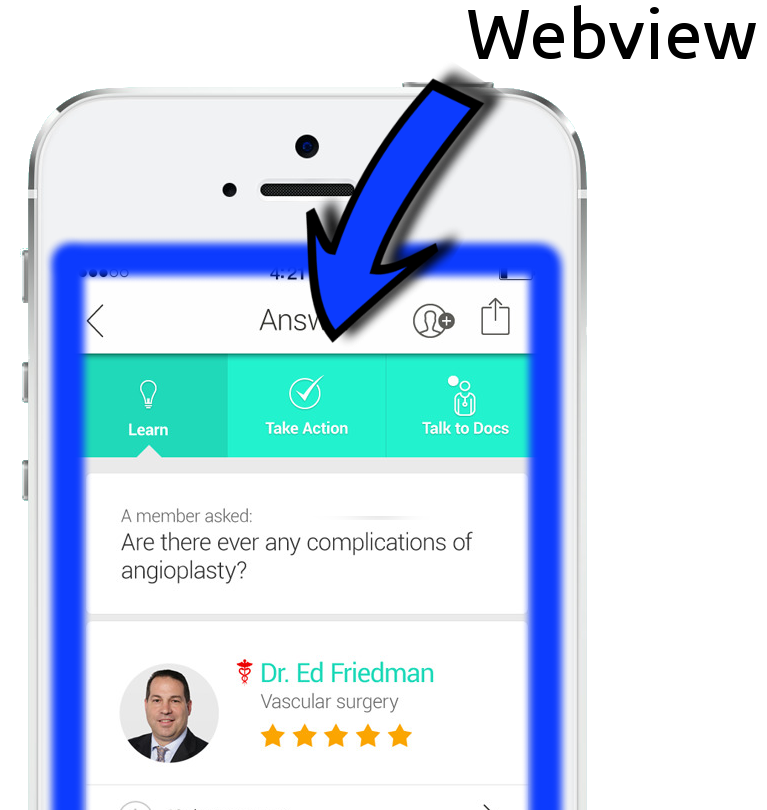 Webview
4:21
Answ
Learn
Take Action
Talk to Docs
A member asked:
Are there ever any complications of
angioplasty?
Dr. Ed Friedman
Vascular surgery